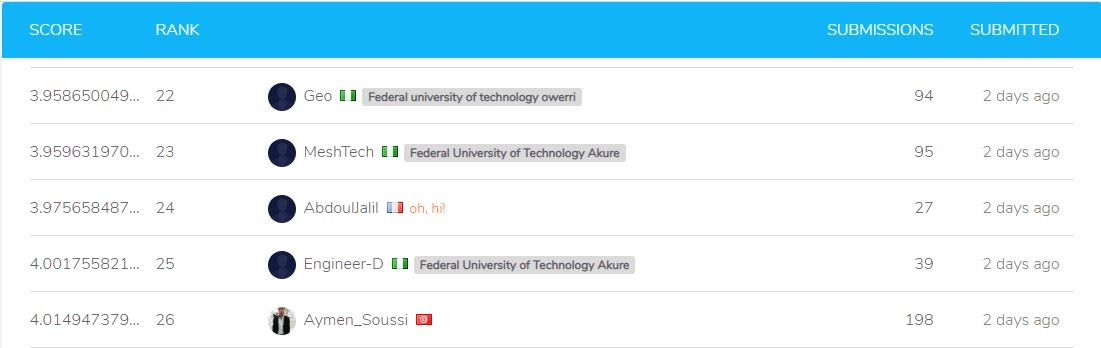 SCORE RANK SUBMISSIONS SUBMITTED
3.958650049... 22 Geo Federal university of technology owerri 94 2 days ago
3.959631970... 23 MeshTech Federal University of Technology Akure 95 2 days ago
3.975658487... 24 AbdoulJalil oh, hi! 27 2 days ago
4.001755821... 25 Engineer-D Federal University of Technology Akure 39 2 days ago
4.014947379... 26 Aymen_Soussi 198 2 days ago